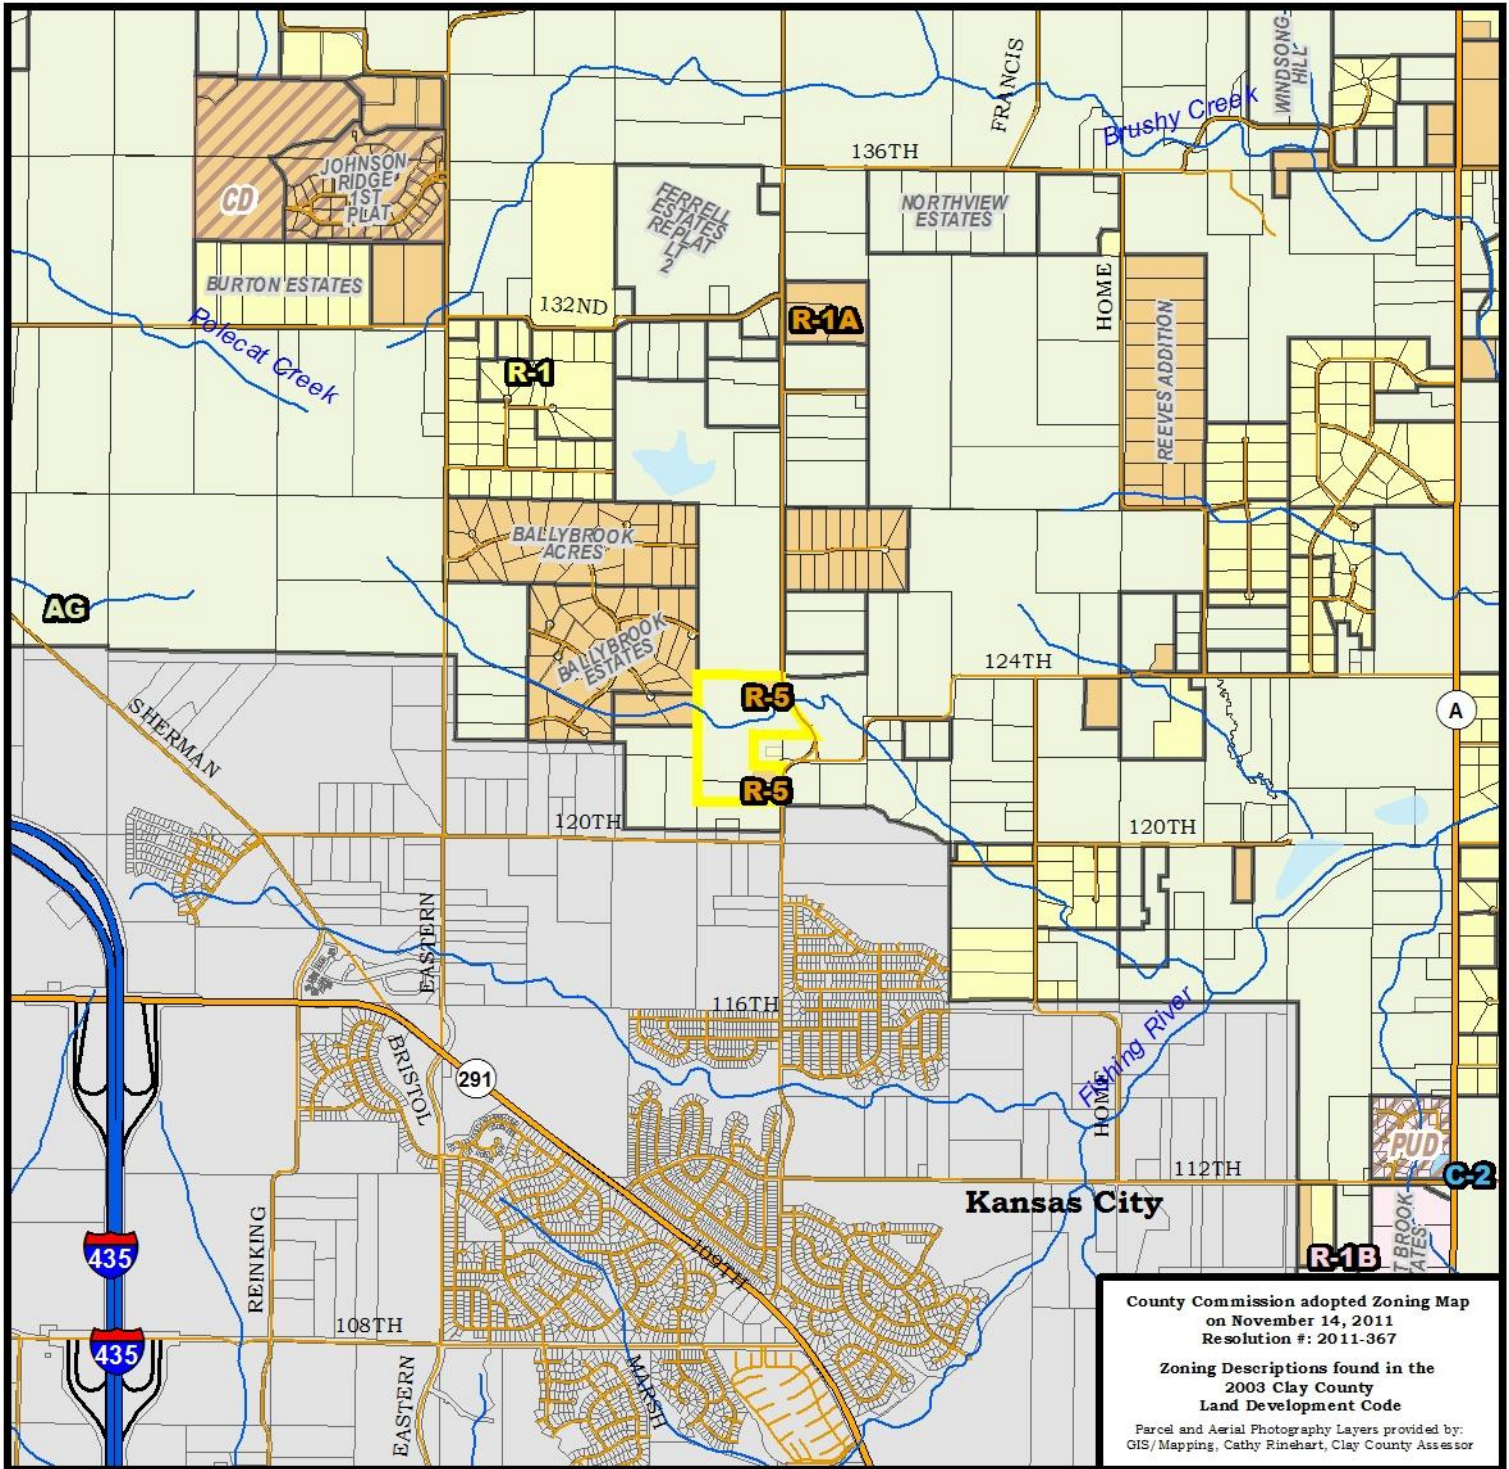 WINDSONG
HILL
FRANCIS
Brushy Creek
136TH
JOHNSON
RIDGE
1ST
PLAT
CD
FERRELL
ESTATES
REPLAT
LT
2
NORTHVIEW
ESTATES
BURTON ESTATES
132ND
HOME
R-1A
Polecat Creek
REEVES ADDITION
R-1
BALLYBROOK
ACRES
AG
BALLYBROOK
ESTATES
124TH
R-5
SHERMAN
A
R-5
120TH
120TH
EASTERN
116TH
Fishing River
BRISTOL
291
HOME
PUD
112TH
C-2
Kansas City
REINKING
435
109TH
R-1B
T BROOK
ATES
108TH
435
EASTERN
MARSH
County Commission adopted Zoning Map
on November 14, 2011
Resolution #: 2011-367
Zoning Descriptions found in the
2003 Clay County
Land Development Code
Parcel and Aerial Photography Layers provided by:
GIS/Mapping, Cathy Rinehart, Clay County Assessor